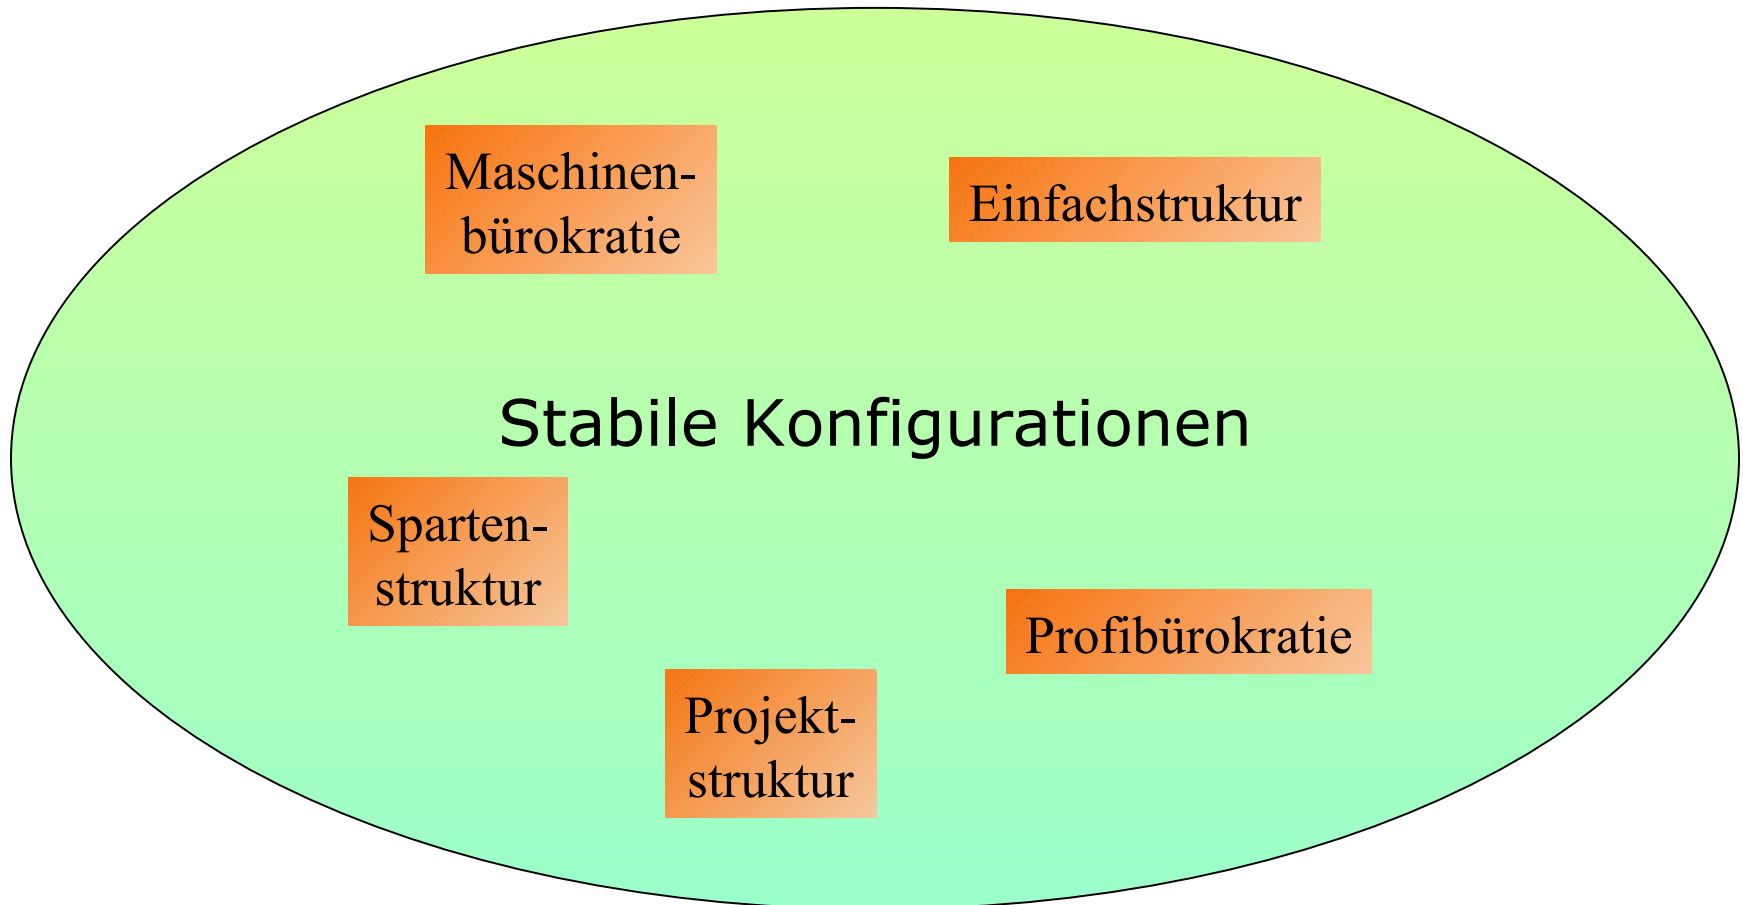 Maschinen-
bürokratie
Einfachstruktur
Stabile Konfigurationen
Sparten-
struktur
Profibürokratie
Projekt-
struktur